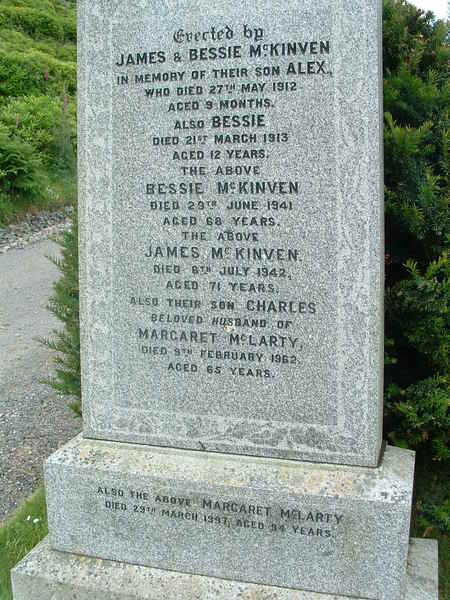 Erected by
JAMES & BESSIE McKINVEN
IN MEMORY OF THEIR SON ALEX,
WHO DIED 27TH MAY 1912
AGED 9 MONTHS.
ALSO BESSIE
DIED 21ST MARCH 1913
AGED 12 YEARS.
THE ABOVE
BESSIE McKINVEN
DIED 29TH JUNE 1941
AGED 68 YEARS.
THE ABOVE
JAMES McKINVEN.
DIED 6TH JULY 1942,
AGED 71 YEARS.
ALSO THEIR SON CHARLES
BELOVED HUSBAND OF
MARGARET McLARTY,
DIED 9TH FEBRUARY 1962
AGED 65 YEARS.
ALSO THE ABOVE MARGARET McLARTY
DIED 29TH MARCH 1997, AGED 94 YEARS.